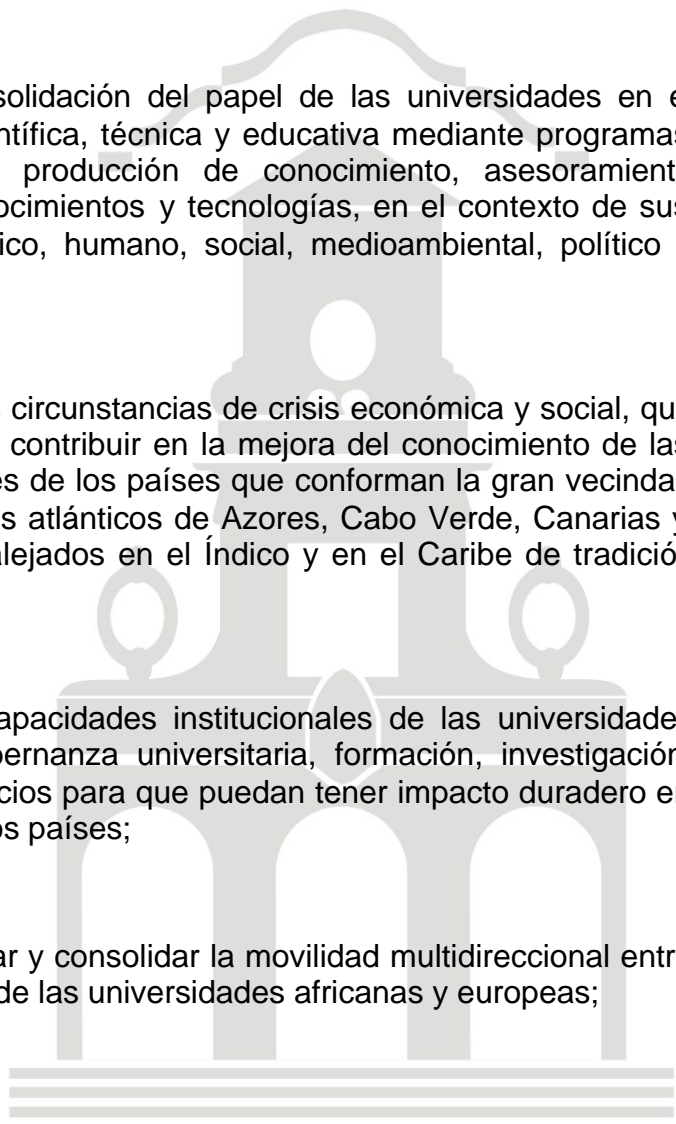 solidación del papel de las universidades en e
ntífica, técnica y educativa mediante programas
producción de conocimiento, asesoramient
ocimientos y tecnologías, en el contexto de sus
ico, humano, social, medioambiental, político
s circunstancias de crisis económica y social, qu
contribuir en la mejora del conocimiento de las
es de los países que conforman la gran vecinda
s atlánticos de Azores, Cabo Verde, Canarias y
alejados en el Índico y en el Caribe de tradició
apacidades institucionales de las universidade
bernanza universitaria, formación, investigación
cios para que puedan tener impacto duradero en
os países;
ar y consolidar la movilidad multidireccional entr
de las universidades africanas y europeas;